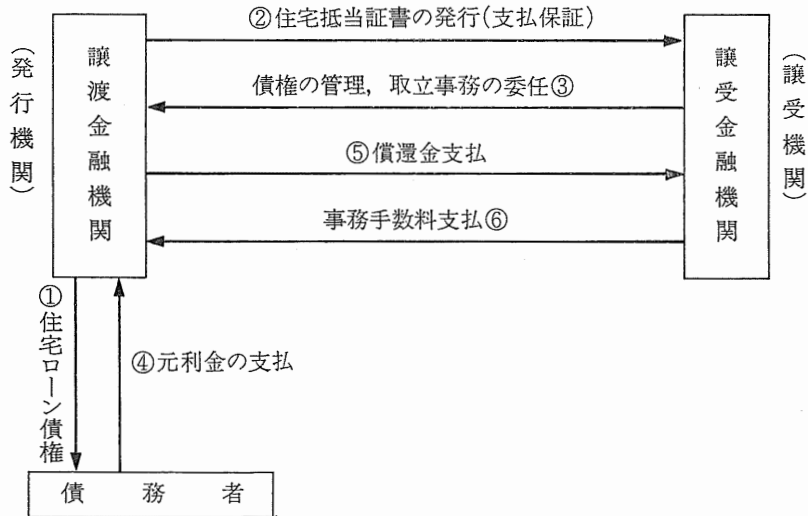 ②住宅抵当証書の発行(支払保証)
(発行機関)
譲渡金融機関
債権の管理，取立事務の委任③
⑤償還金支払
事務手数料支払⑥
譲受金融機関
(譲受機関)
①住宅ローン債権
④元利金の支払
債務者